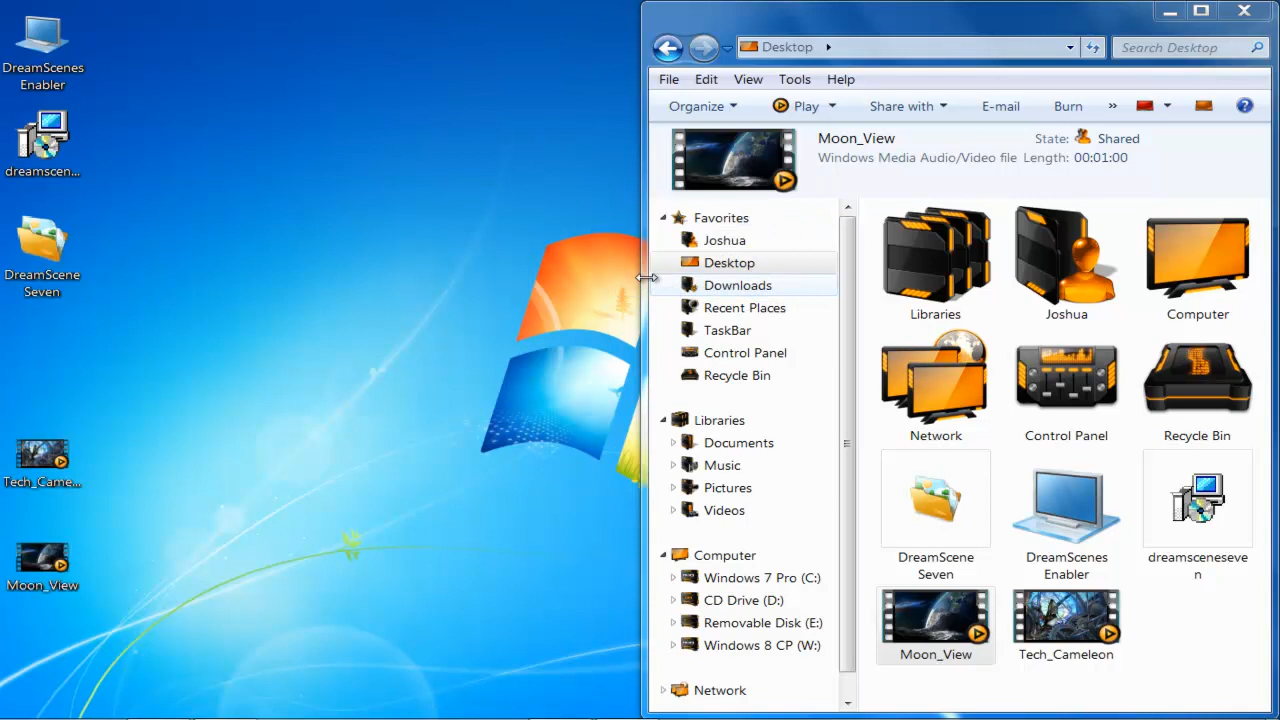 DreamScenes
Enabler
dreamscen...
DreamScene
Seven
Tech_Came...
Moon_View
Desktop
Search Desktop
File Edit View Tools Help
Organize Play Share with E-mail Burn »
Moon_View State: Shared
Windows Media Audio/Video file Length: 00:01:00
Favorites
Joshua
Desktop
Downloads
Recent Places
TaskBar
Control Panel
Recycle Bin
Libraries
Documents
Music
Pictures
Videos
Computer
Windows 7 Pro (C:)
CD Drive (D:)
Removable Disk (E:)
Windows 8 CP (W:)
Network
Libraries Joshua Computer
Network Control Panel Recycle Bin
DreamScene DreamScenes dreamsceneseve
Seven Enabler n
Moon_View Tech_Cameleon